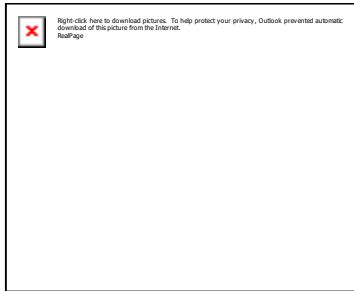 Right-click here to download pictures. To help protect your privacy, Outlook prevented automatic
download of this picture from the Internet.
RealPage